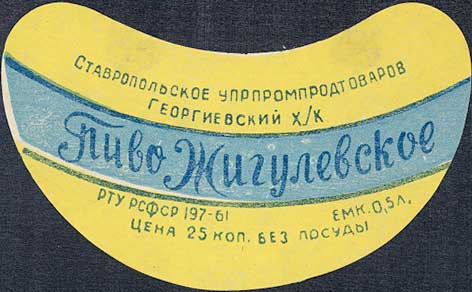 Ставропольское упрпромпродтоваров
Георгиевский х/к
Пиво Жигулевское
РТУ РСФСР 197-61 ЕМК. 0,5 Л.
ЦЕНА 25 КОП. БЕЗ ПОСУДЫ